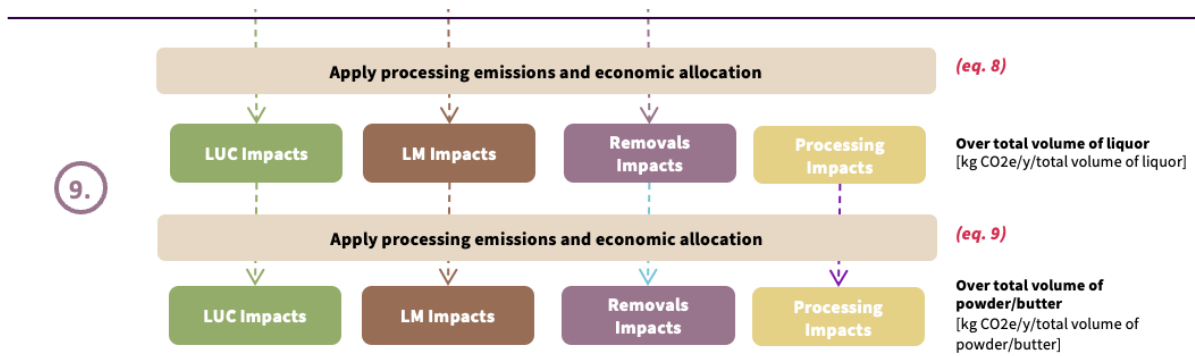 Apply processing emissions and economic allocation
(eq. 8)
LUC Impacts
LM Impacts
Removals
Impacts
Processing
Impacts
Over total volume of liquor
[kg CO2e/y/total volume of liquor]
9.
Apply processing emissions and economic allocation
(eq. 9)
LUC Impacts
LM Impacts
Removals
Impacts
Processing
Impacts
Over total volume of
powder/butter
[kg CO2e/y/total volume of
powder/butter]